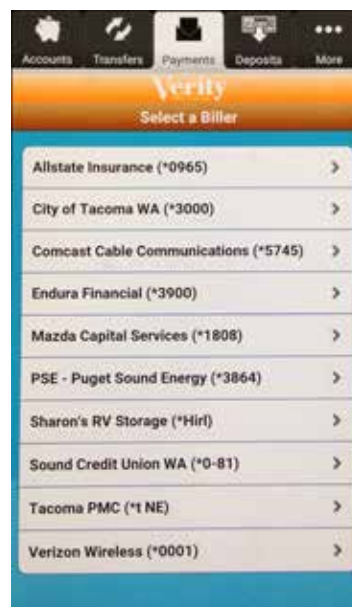 Accounts Transfers Payments Deposits More
Verity
Select a Biller
Allstate Insurance (*0965)
City of Tacoma WA (*3000)
Comcast Cable Communications (*5745)
Endura Financial (*3900)
Mazda Capital Services (*1808)
PSE - Puget Sound Energy (*3864)
Sharon's RV Storage (*Hirl)
Sound Credit Union WA (*0-81)
Tacoma PMC (*t NE)
Verizon Wireless (*0001)